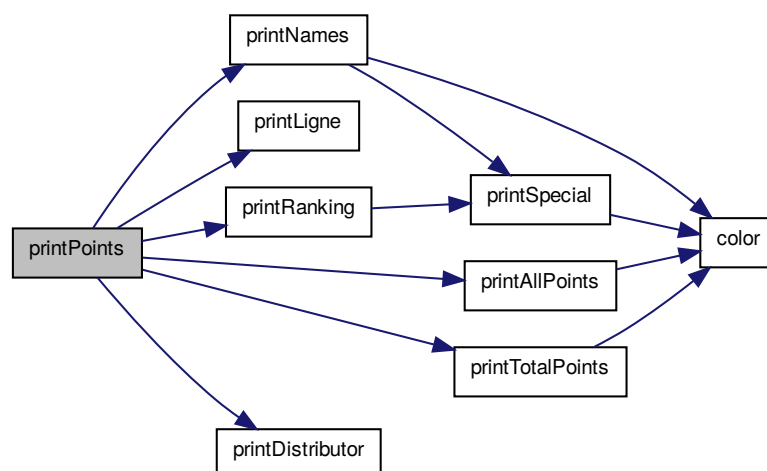 printNames
printLigne
printRanking
printSpecial
printPoints
color
printAllPoints
printTotalPoints
printDistributor